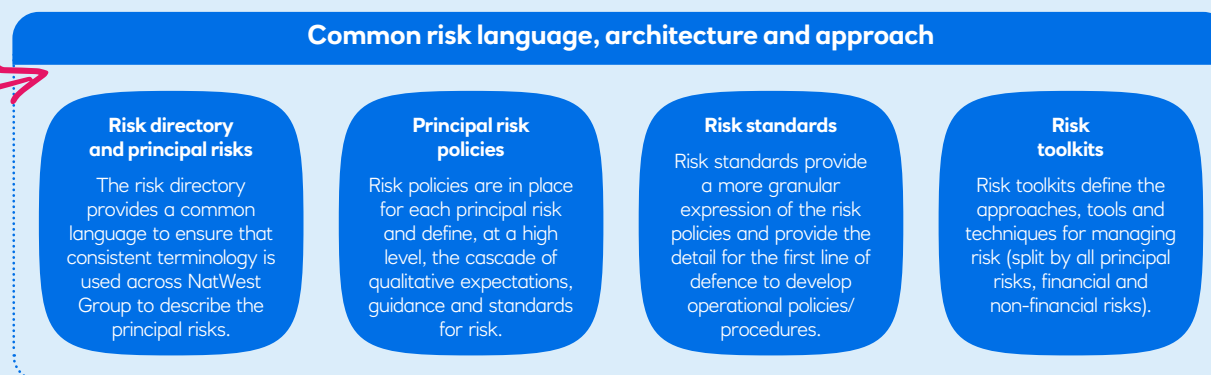 Common risk language, architecture and approach
Risk directory
and principal risks
The risk directory
provides a common
language to ensure that
consistent terminology is
used across NatWest
Group to describe the
principal risks.
Principal risk
policies
Risk policies are in place
for each principal risk
and define, at a high
level, the cascade of
qualitative expectations,
guidance and standards
for risk.
Risk standards
Risk standards provide
a more granular
expression of the risk
policies and provide the
detail for the first line of
defence to develop
operational policies/
procedures.
Risk
toolkits
Risk toolkits define the
approaches, tools and
techniques for managing
risk (split by all principal
risks, financial and
non-financial risks).